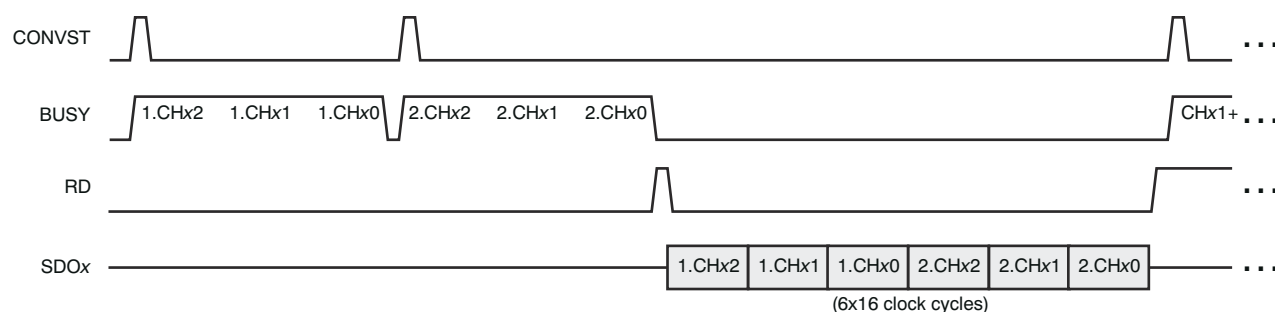 CONVST
...
BUSY 1.CHx2 1.CHx1 1.CHx0 2.CHx2 2.CHx1 2.CHx0 CHx1+ ...
RD ...
SDOx 1.CHx2 1.CHx1 1.CHx0 2.CHx2 2.CHx1 2.CHx0 ...
(6x16 clock cycles)